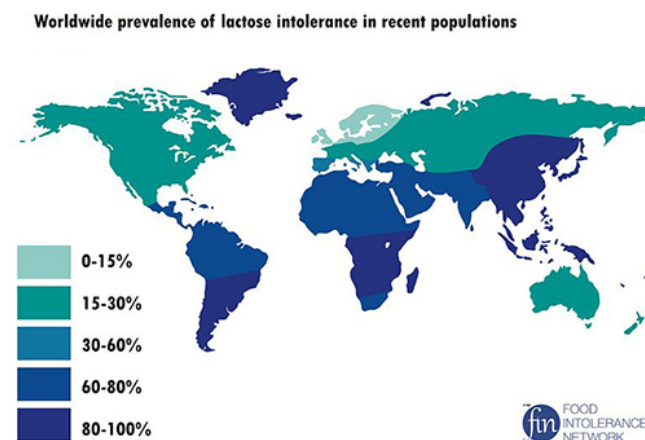 Worldwide prevalence of lactose intolerance in recent populations
0-15%
15-30%
30-60%
60-80%
80-100%
fin
FOOD
INTOLERANCE
NETWORK